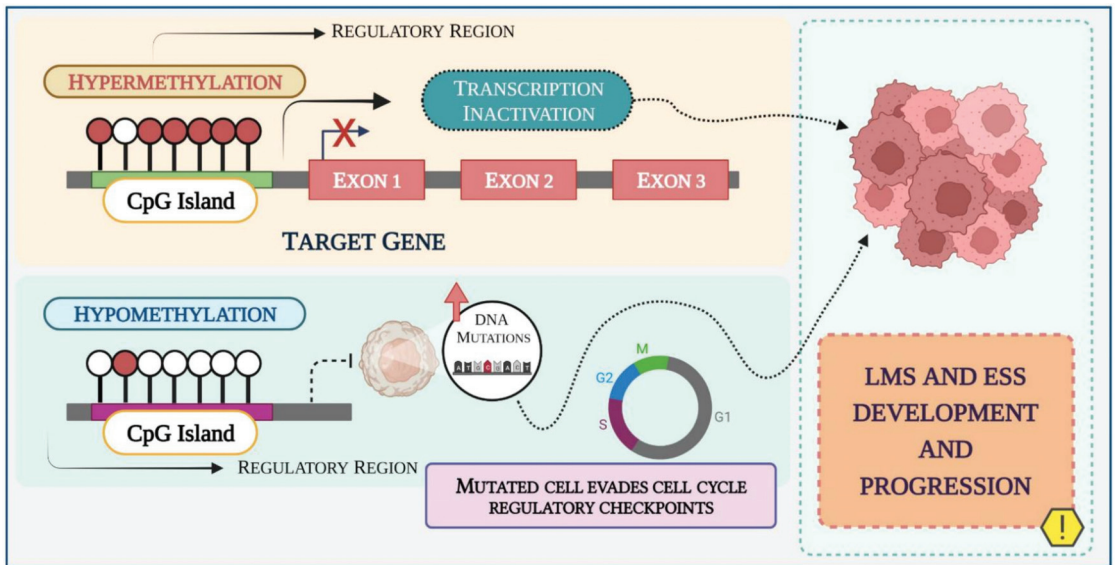 REGULATORY REGION
HYPERMETHYLATION
TRANSCRIPTION
INACTIVATION
X
EXON 1
EXON 2
EXON 3
CpG Island
TARGET GENE
HYPOMETHYLATION
DNA
MUTATIONS
A T G C G A C T
CpG Island
REGULATORY REGION
M
G2
G1
S
MUTATED CELL EVADES CELL CYCLE
REGULATORY CHECKPOINTS
LMS AND ESS
DEVELOPMENT
AND
PROGRESSION
!